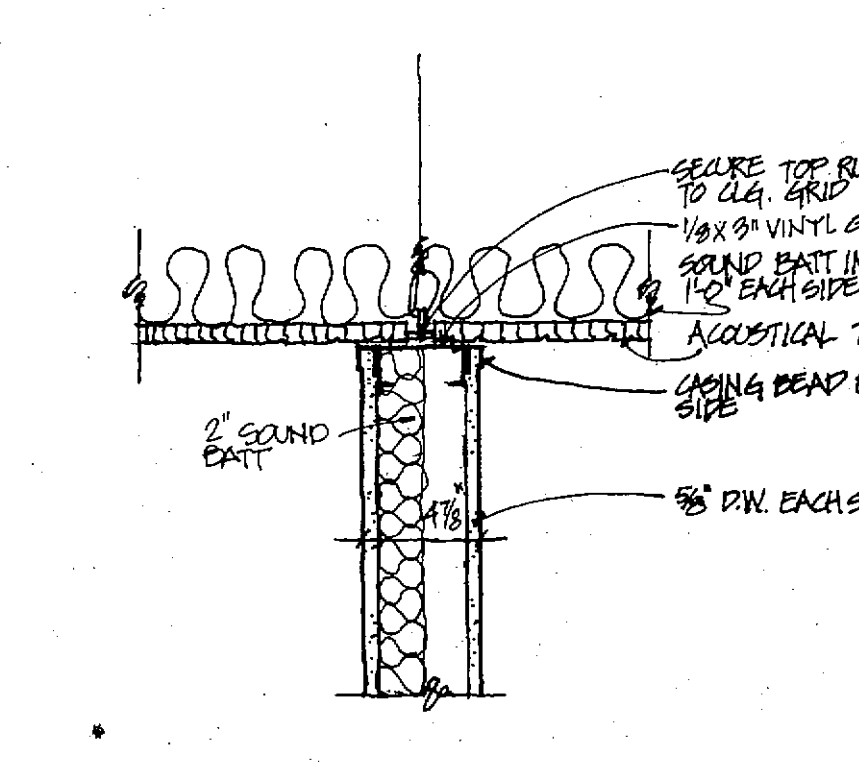 SECURE TOP RU
TO CLG. GRID
1/8 X 3" VINYL G
SOUND BATT IN
1'-0" EACH SIDE
ACOUSTICAL T
CASING BEAD E
SIDE
2" SOUND
BATT
4 7/8"
5/8" D.W. EACH S